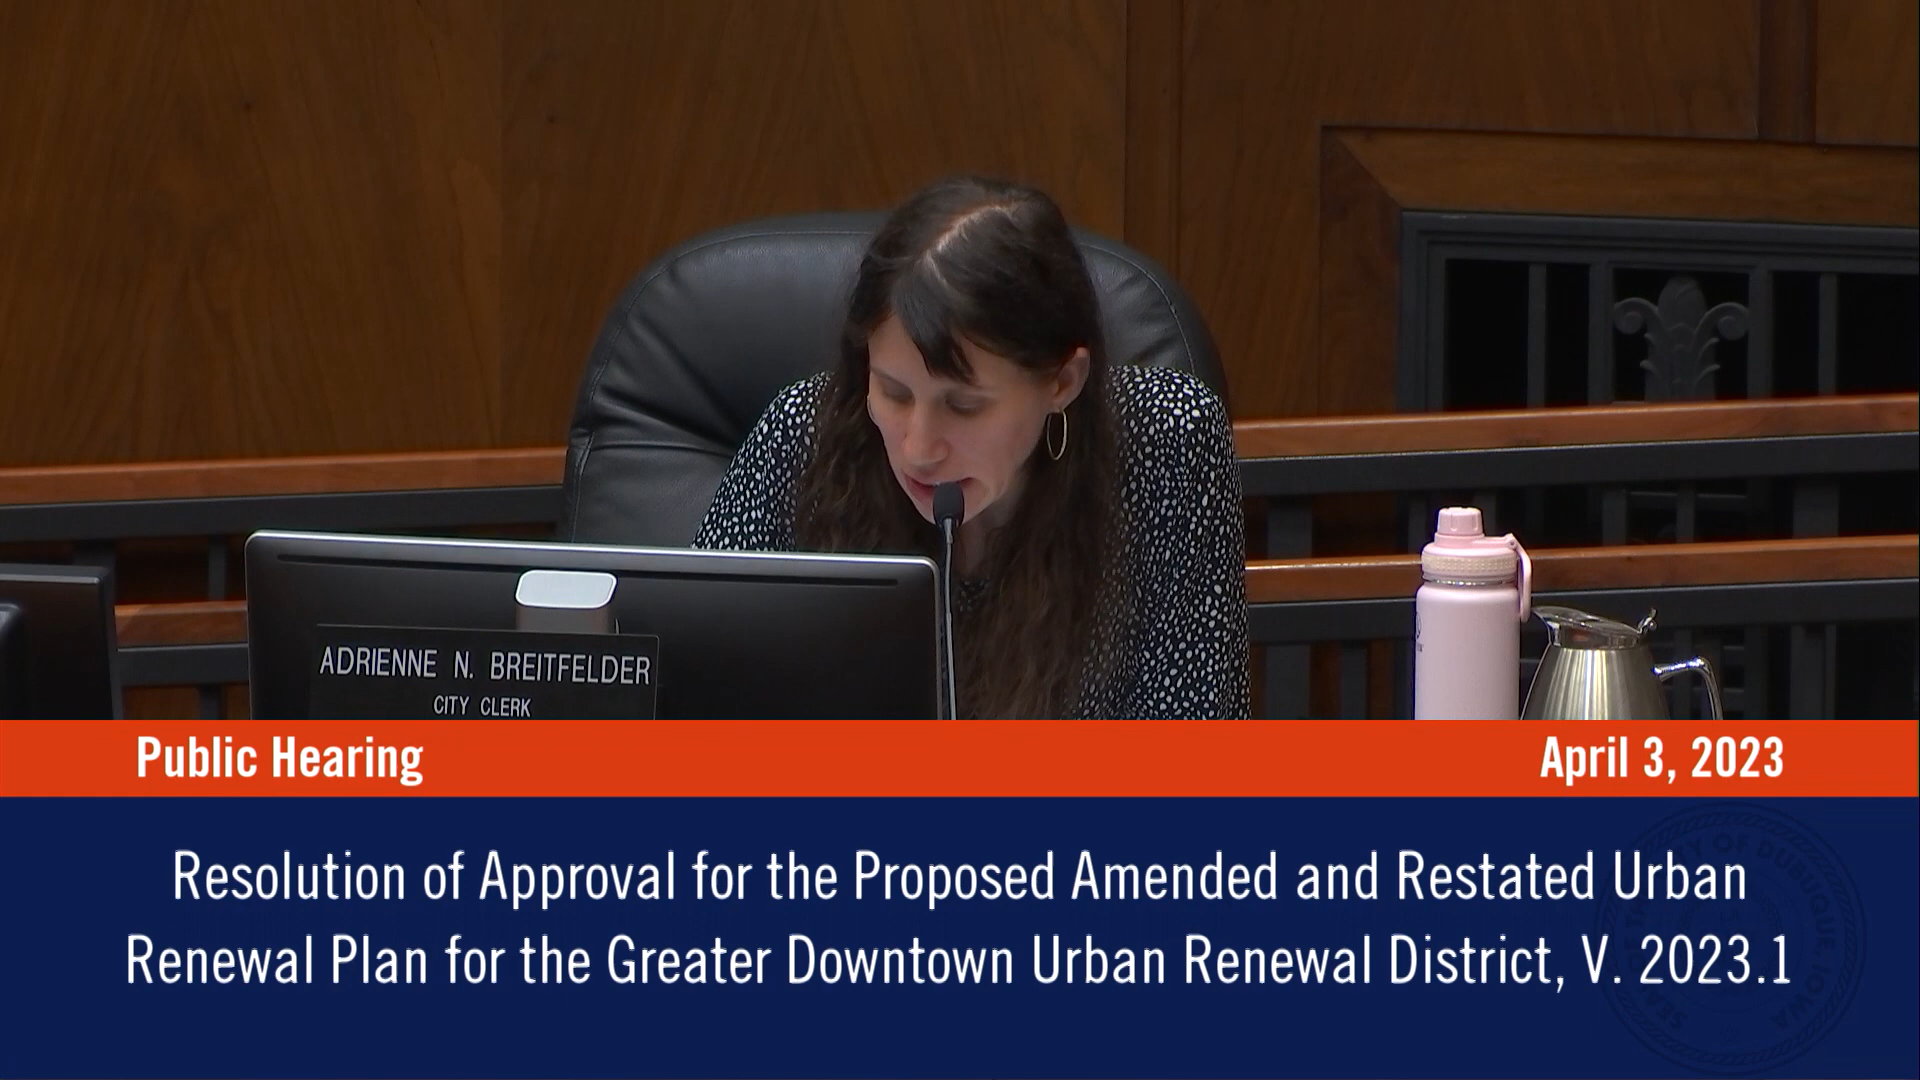 ADRIENNE N. BREITFELDER
CITY CLERK
Public Hearing
April 3, 2023
Resolution of Approval for the Proposed Amended and Restated Urban
Renewal Plan for the Greater Downtown Urban Renewal District, V. 2023.1